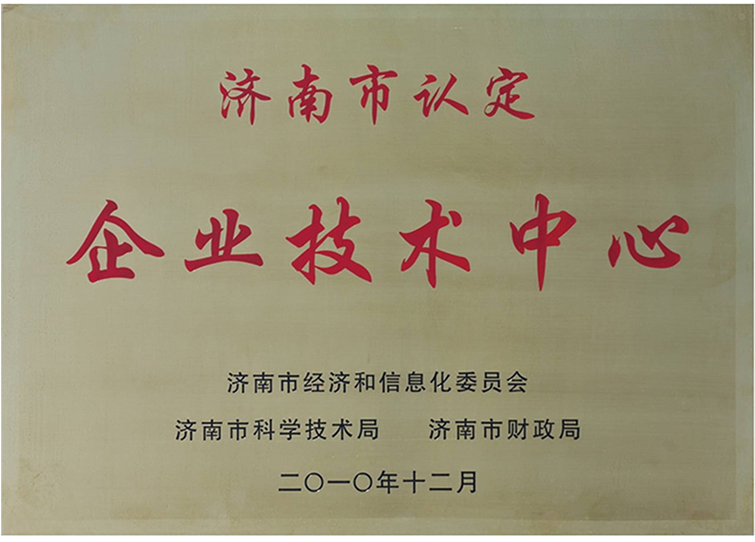 济南市认定
企业技术中心
济南市经济和信息化委员会
济南市科学技术局 济南市财政局
二〇一〇年十二月